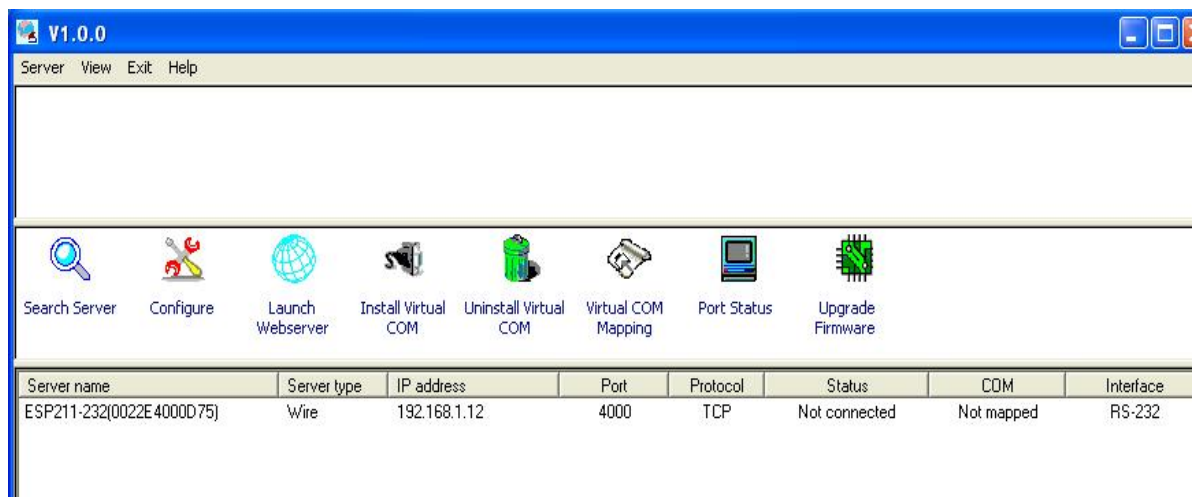 V1.0.0
Server View Exit Help
Search Server Configure Launch Webserver Install Virtual COM Uninstall Virtual COM Virtual COM Mapping Port Status Upgrade Firmware
Server name Server type IP address Port Protocol Status COM Interface
ESP211-232(0022E4000D75) Wire 192.168.1.12 4000 TCP Not connected Not mapped RS-232